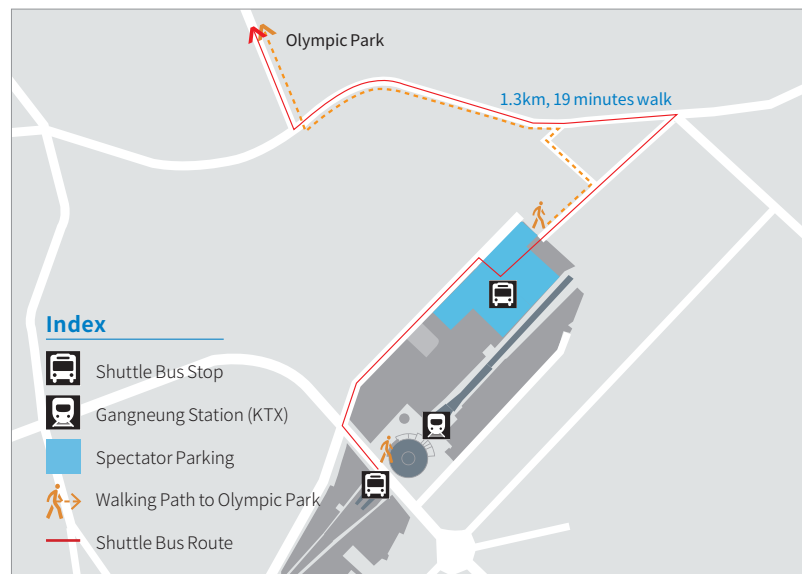 Olympic Park
1.3km, 19 minutes walk
Index
Shuttle Bus Stop
Gangneung Station (KTX)
Spectator Parking
Walking Path to Olympic Park
Shuttle Bus Route